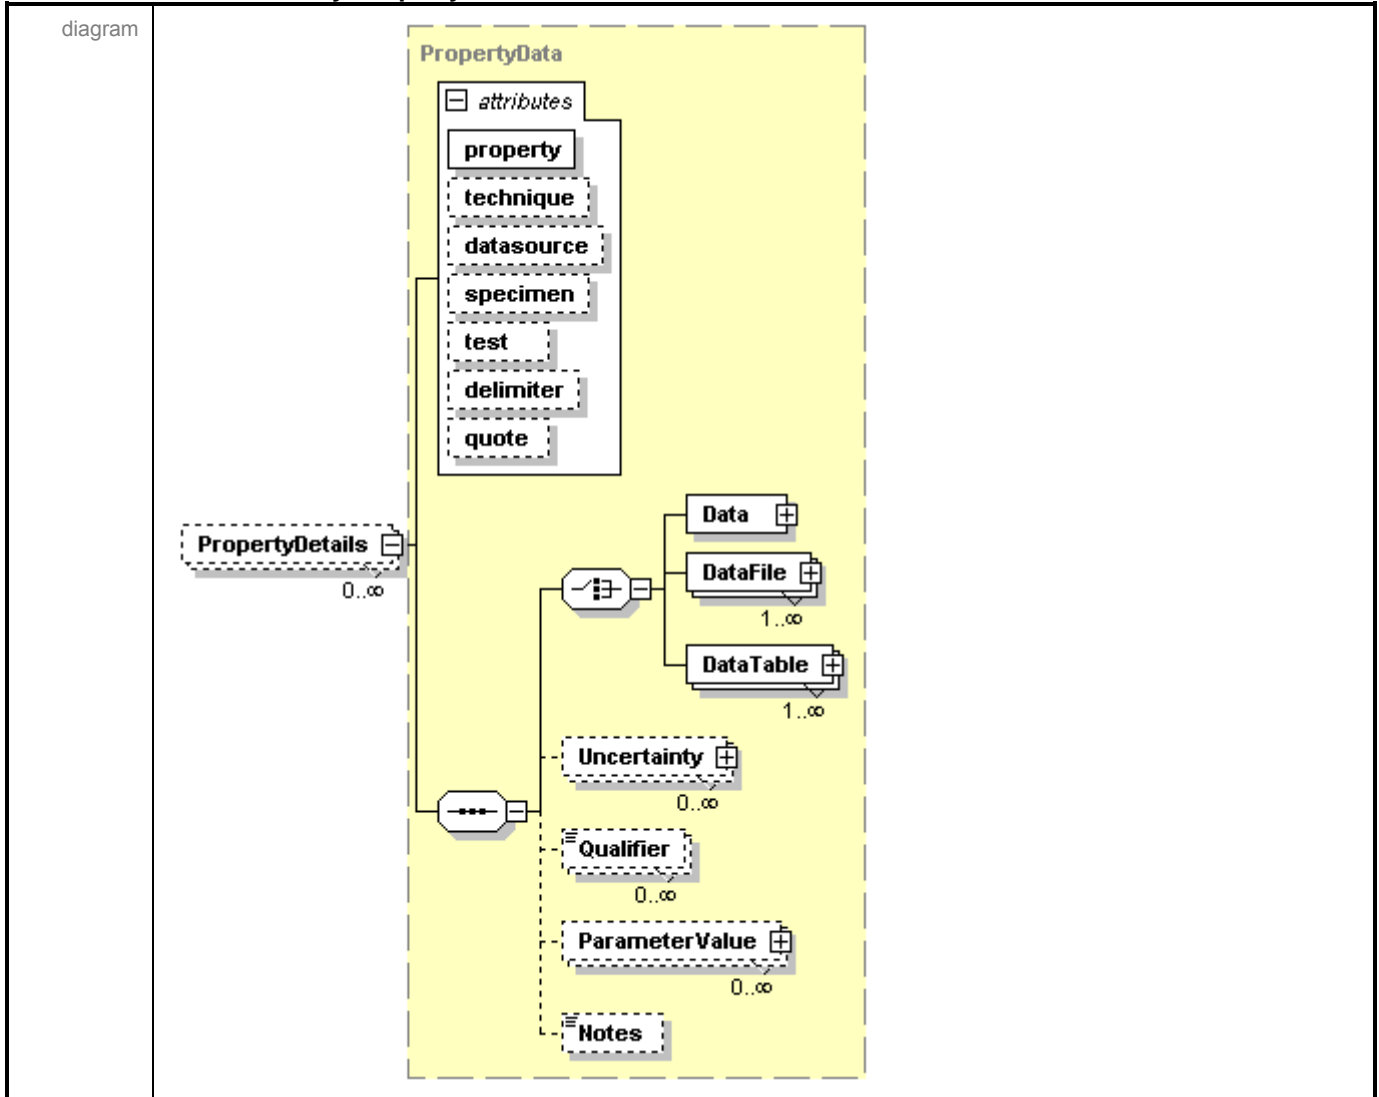 diagram
PropertyData
attributes
property
technique
datasource
specimen
test
delimiter
quote
PropertyDetails
0..∞
Data
DataFile
1..∞
DataTable
1..∞
Uncertainty
0..∞
Qualifier
0..∞
ParameterValue
0..∞
Notes